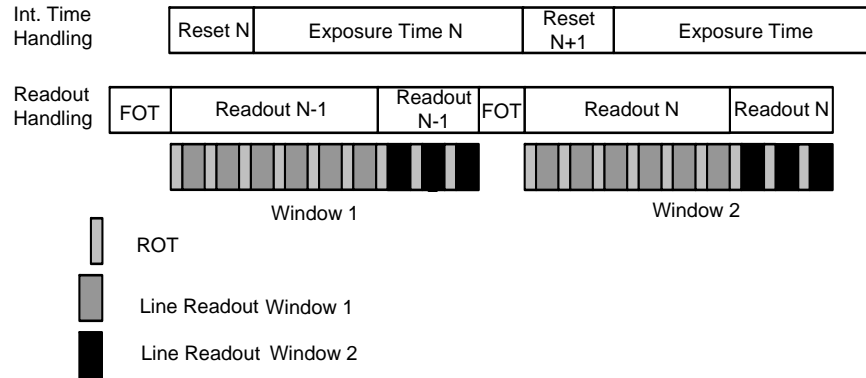 Int. Time
Handling
Reset N
Exposure Time N
Reset
N+1
Exposure Time
Readout
Handling
FOT
Readout N-1
Readout
N-1
FOT
Readout N
Readout N
Window 1
Window 2
ROT
Line Readout Window 1
Line Readout Window 2